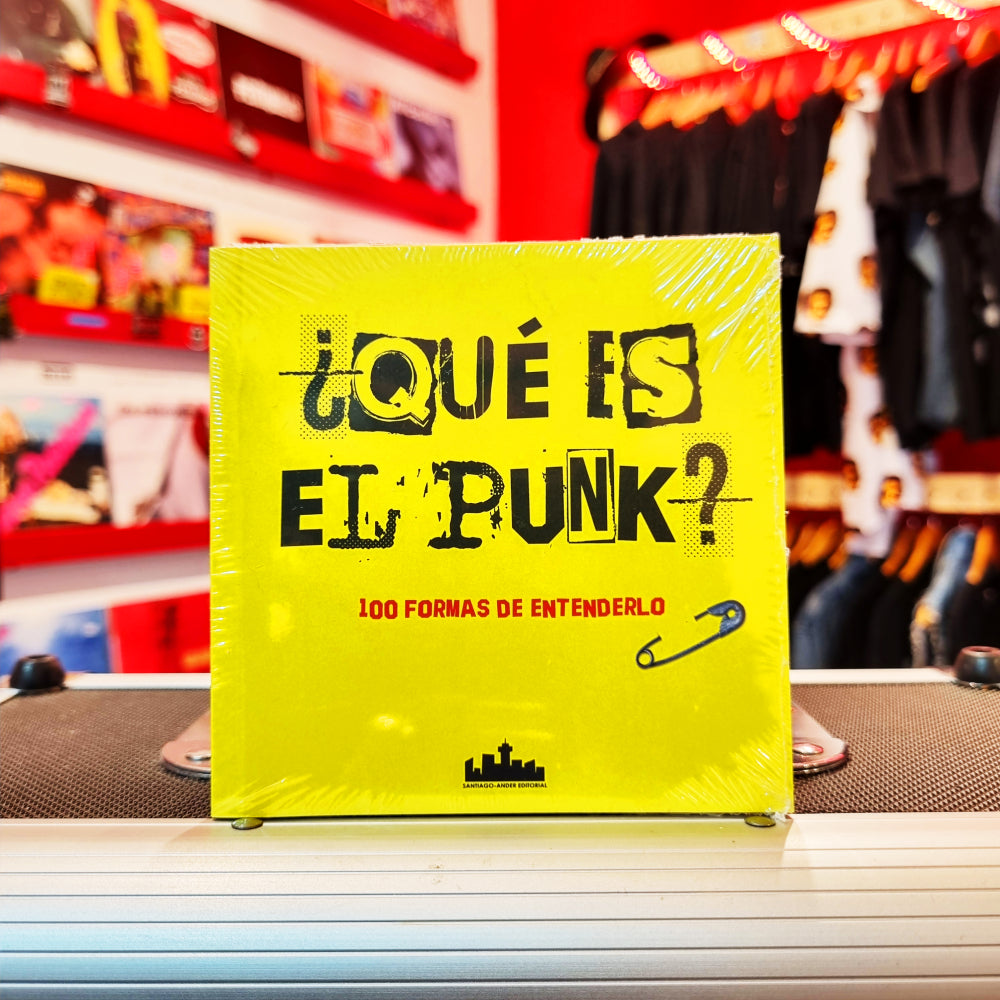 ¿QUÉ ES
EL PUNK?
100 FORMAS DE ENTENDERLO
SANTIAGO-ANDER EDITORIAL